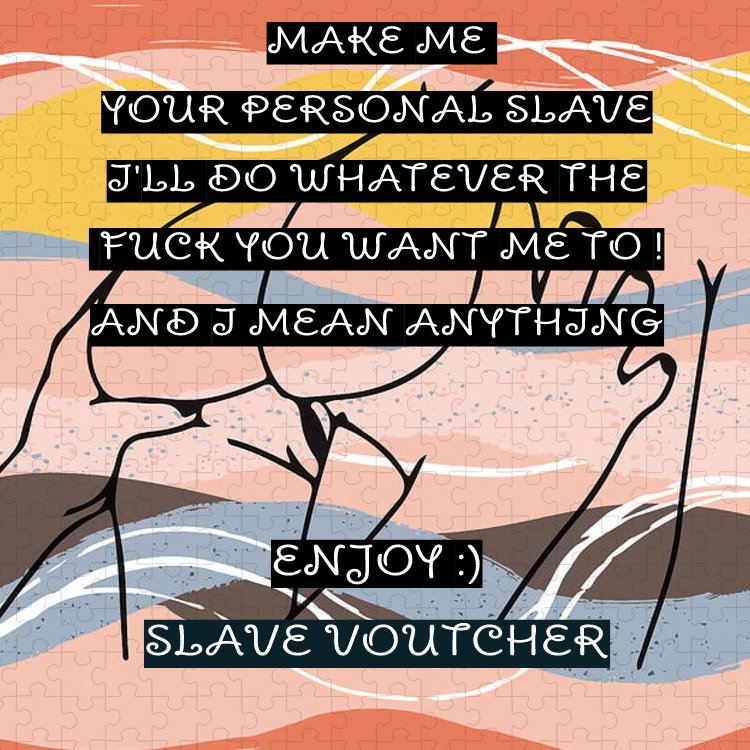 MAKE ME
YOUR PERSONAL SLAVE
I'LL DO WHATEVER THE
FUCK YOU WANT ME TO !
AND I MEAN ANYTHING
ENJOY :)
SLAVE VOUTCHER